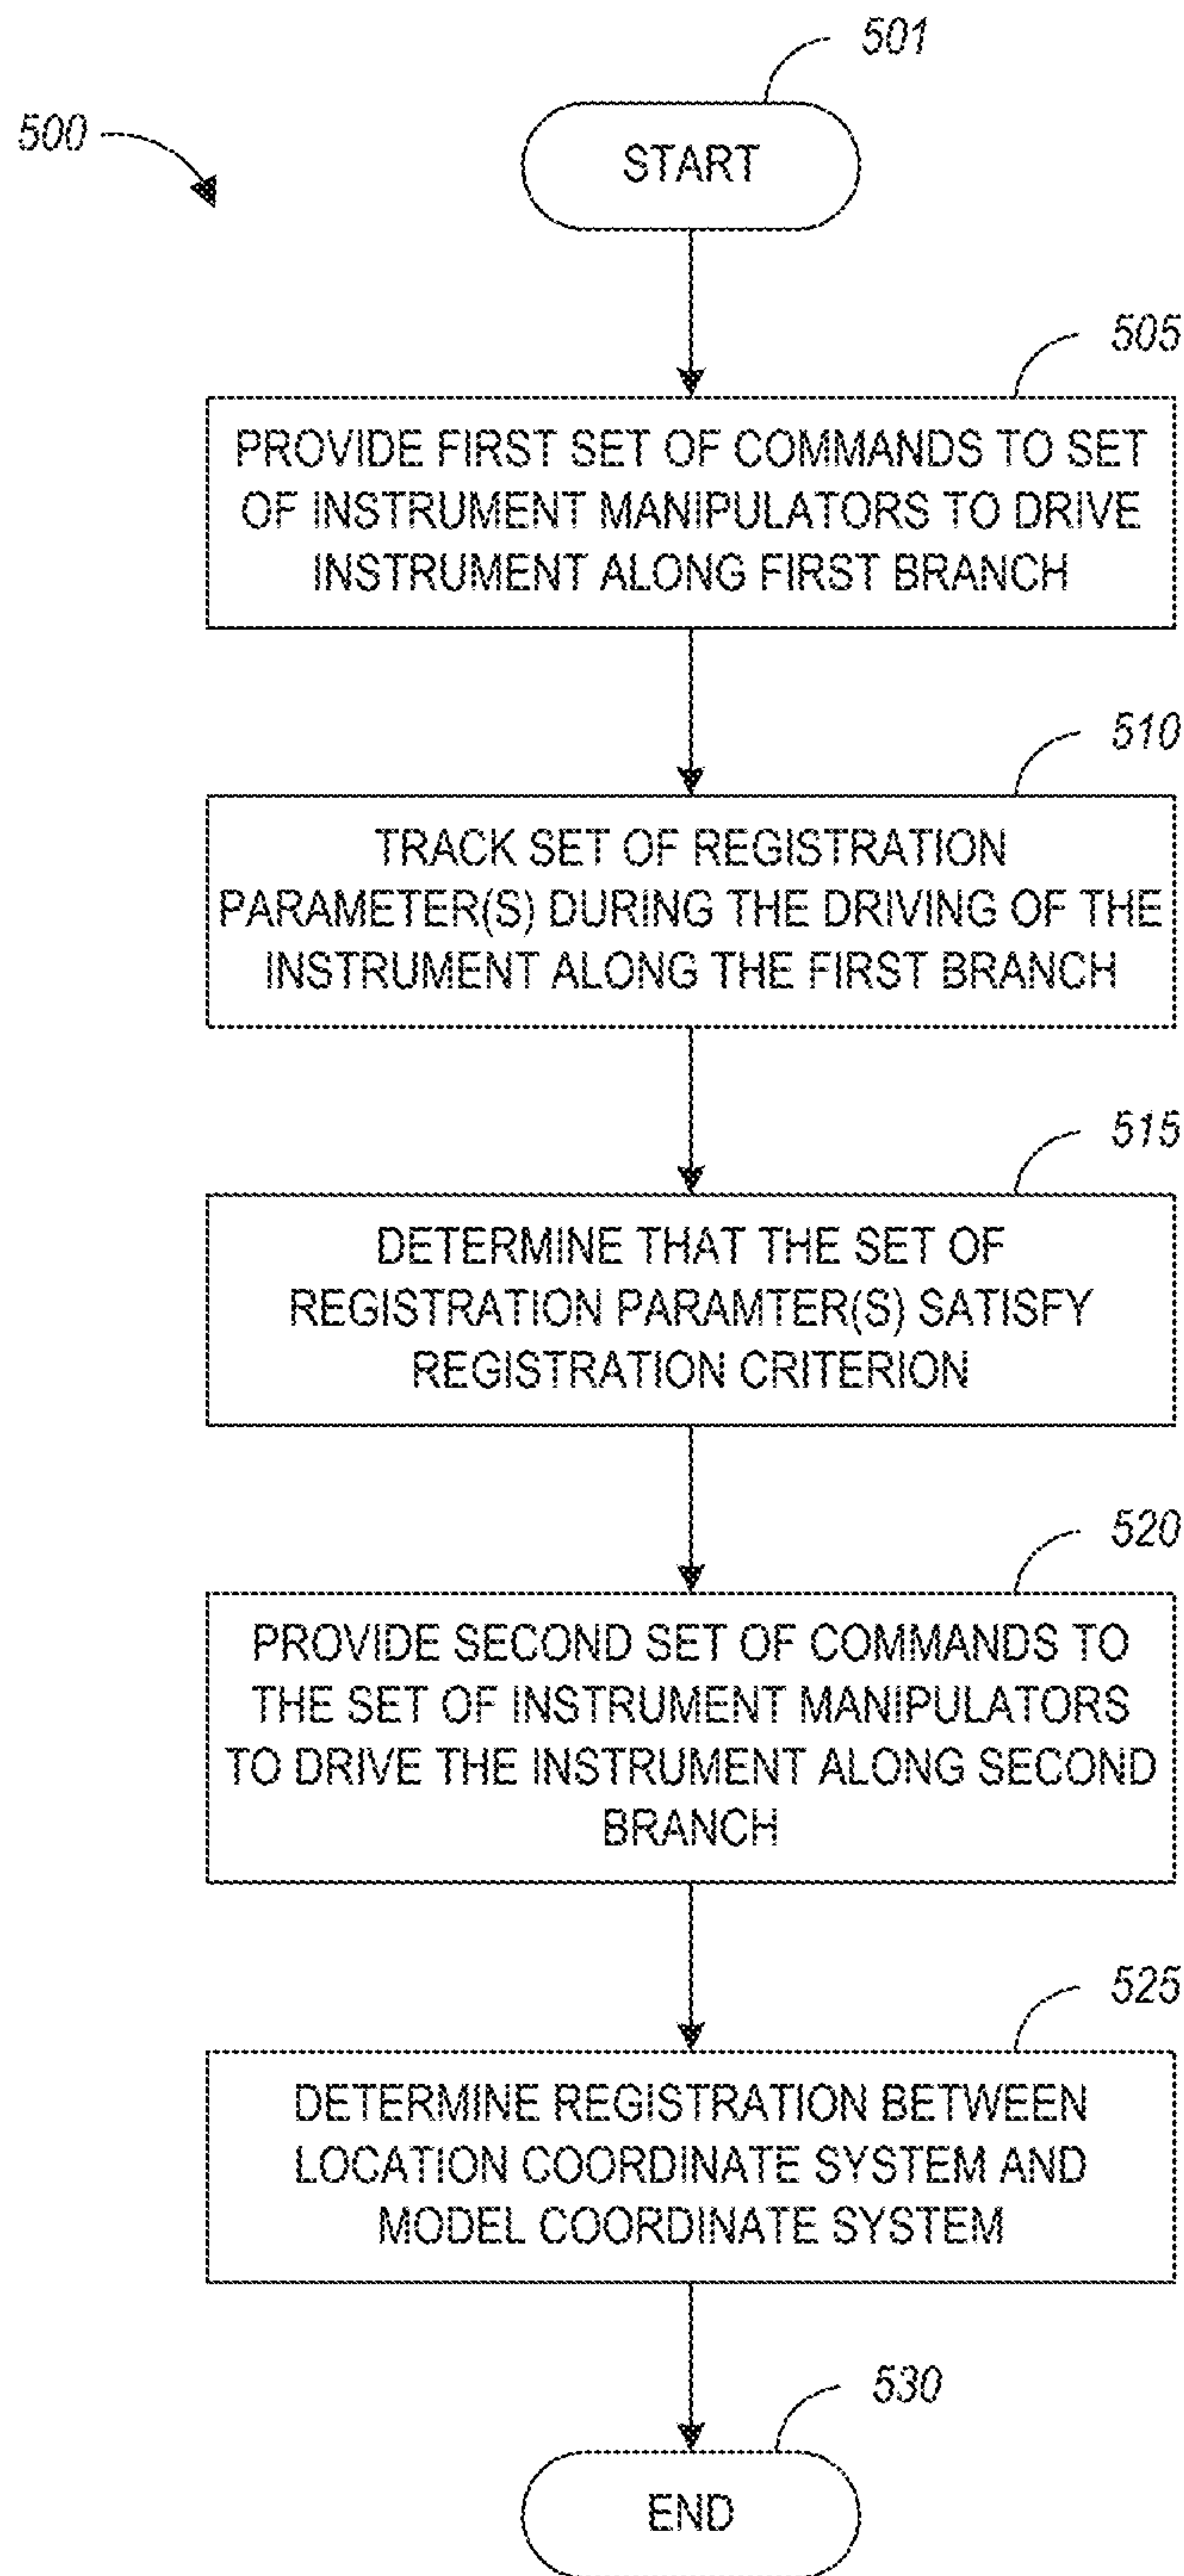 501
500
START
505
PROVIDE FIRST SET OF COMMANDS TO SET
OF INSTRUMENT MANIPULATORS TO DRIVE
INSTRUMENT ALONG FIRST BRANCH
510
TRACK SET OF REGISTRATION
PARAMETER(S) DURING THE DRIVING OF THE
INSTRUMENT ALONG THE FIRST BRANCH
515
DETERMINE THAT THE SET OF
REGISTRATION PARAMTER(S) SATISFY
REGISTRATION CRITERION
520
PROVIDE SECOND SET OF COMMANDS TO
THE SET OF INSTRUMENT MANIPULATORS
TO DRIVE THE INSTRUMENT ALONG SECOND
BRANCH
525
DETERMINE REGISTRATION BETWEEN
LOCATION COORDINATE SYSTEM AND
MODEL COORDINATE SYSTEM
530
END